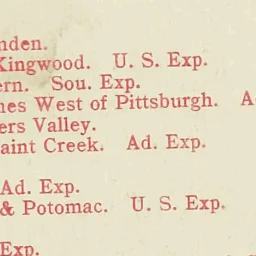 nden.
Kingwood. U. S. Exp.
ern. Sou. Exp.
nes West of Pittsburgh. A
ers Valley.
aint Creek. Ad. Exp.
Ad. Exp.
& Potomac. U. S. Exp.
Exp.